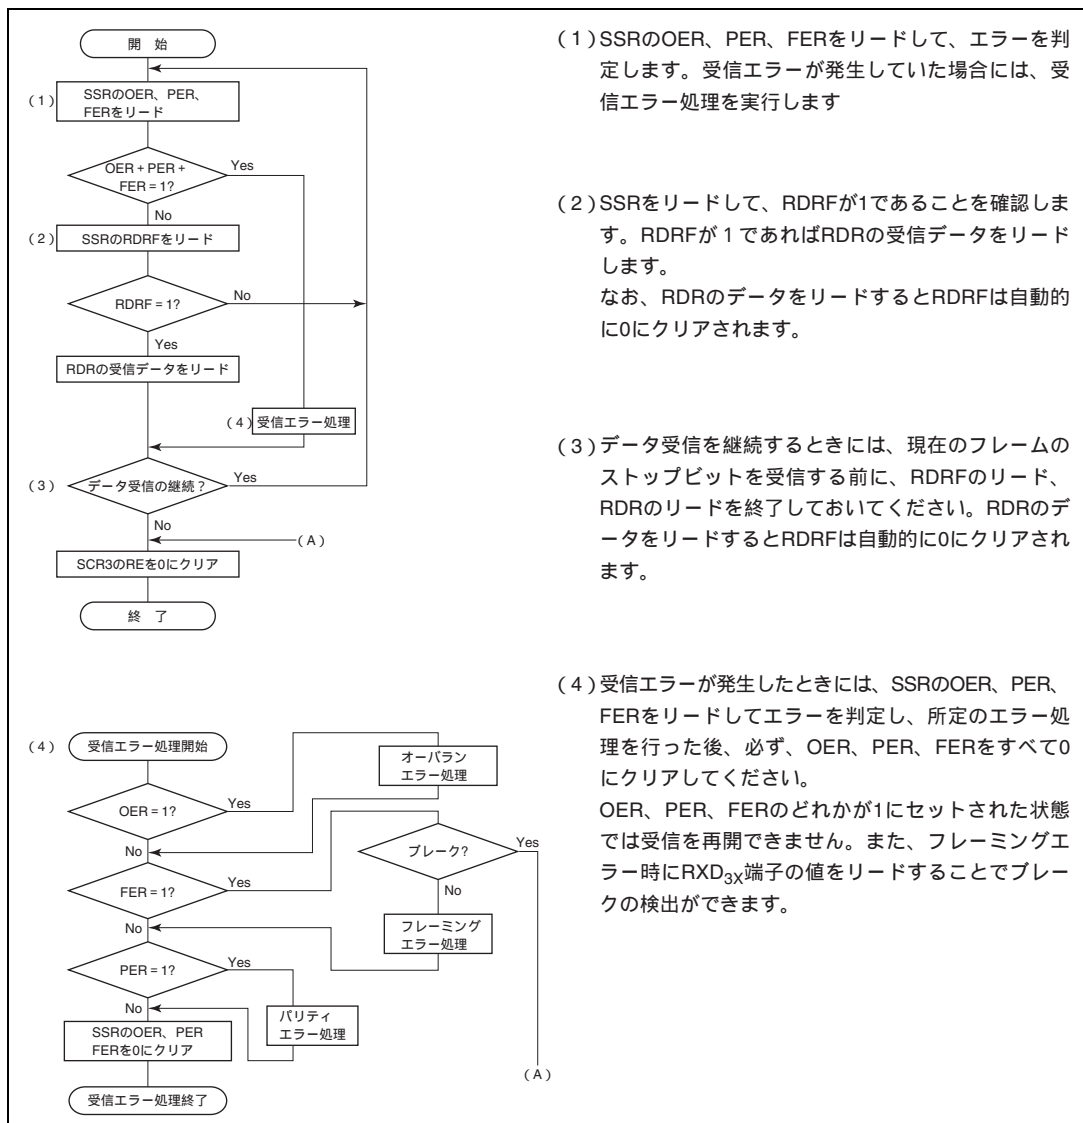 開 始
(1)
SSRのOER、PER、
FERをリード
OER + PER +
FER = 1?
Yes
No
(2)
SSRのRDRFをリード
RDRF = 1?
No
Yes
RDRの受信データをリード
(4)
受信エラー処理
(3)
データ受信の継続?
Yes
No
(A)
SCR3のREを0にクリア
終 了
(1)SSRのOER、PER、FERをリードして、エラーを判
定します。受信エラーが発生していた場合には、受
信エラー処理を実行します
(2)SSRをリードして、RDRFが1であることを確認しま
す。RDRFが1であればRDRの受信データをリード
します。
なお、RDRのデータをリードするとRDRFは自動的
に0にクリアされます。
(3)データ受信を継続するときには、現在のフレームの
ストップビットを受信する前に、RDRFのリード、
RDRのリードを終了しておいてください。RDRのデ
ータをリードするとRDRFは自動的に0にクリアされ
ます。
(4)
受信エラー処理開始
OER = 1?
Yes
オーバラン
エラー処理
No
FER = 1?
Yes
ブレーク?
Yes
No
フレーミング
エラー処理
No
PER = 1?
Yes
パリティ
エラー処理
No
SSRのOER、PER
FERを0にクリア
(A)
受信エラー処理終了
(4)受信エラーが発生したときには、SSRのOER、PER、
FERをリードしてエラーを判定し、所定のエラー処
理を行った後、必ず、OER、PER、FERをすべて0
にクリアしてください。
OER、PER、FERのどれかが1にセットされた状態
では受信を再開できません。また、フレーミングエ
ラー時にRXD3X端子の値をリードすることでブレー
クの検出ができます。